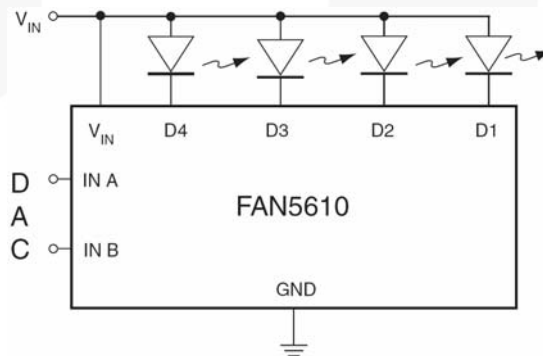 V_IN
V_IN D4 D3 D2 D1
D
A
C
IN A
IN B
FAN5610
GND